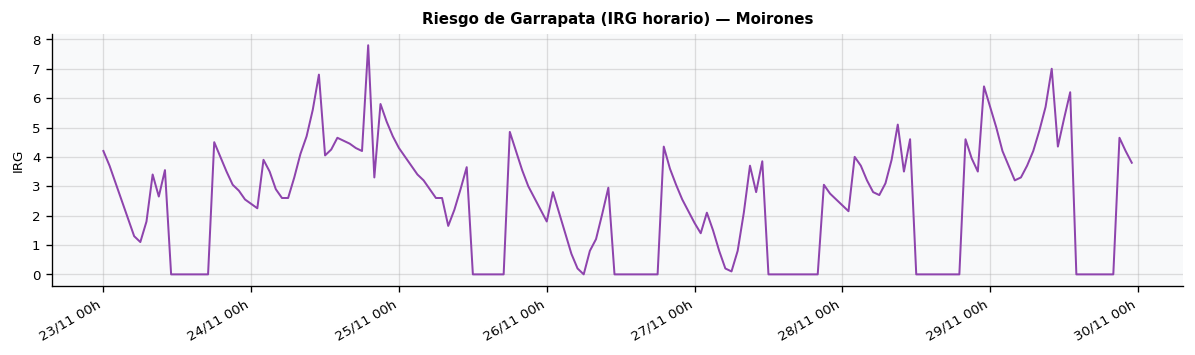 Riesgo de Garrapata (IRG horario) — Moirones
IRG
8
7
6
5
4
3
2
1
0
23/11 00h
24/11 00h
25/11 00h
26/11 00h
27/11 00h
28/11 00h
29/11 00h
30/11 00h